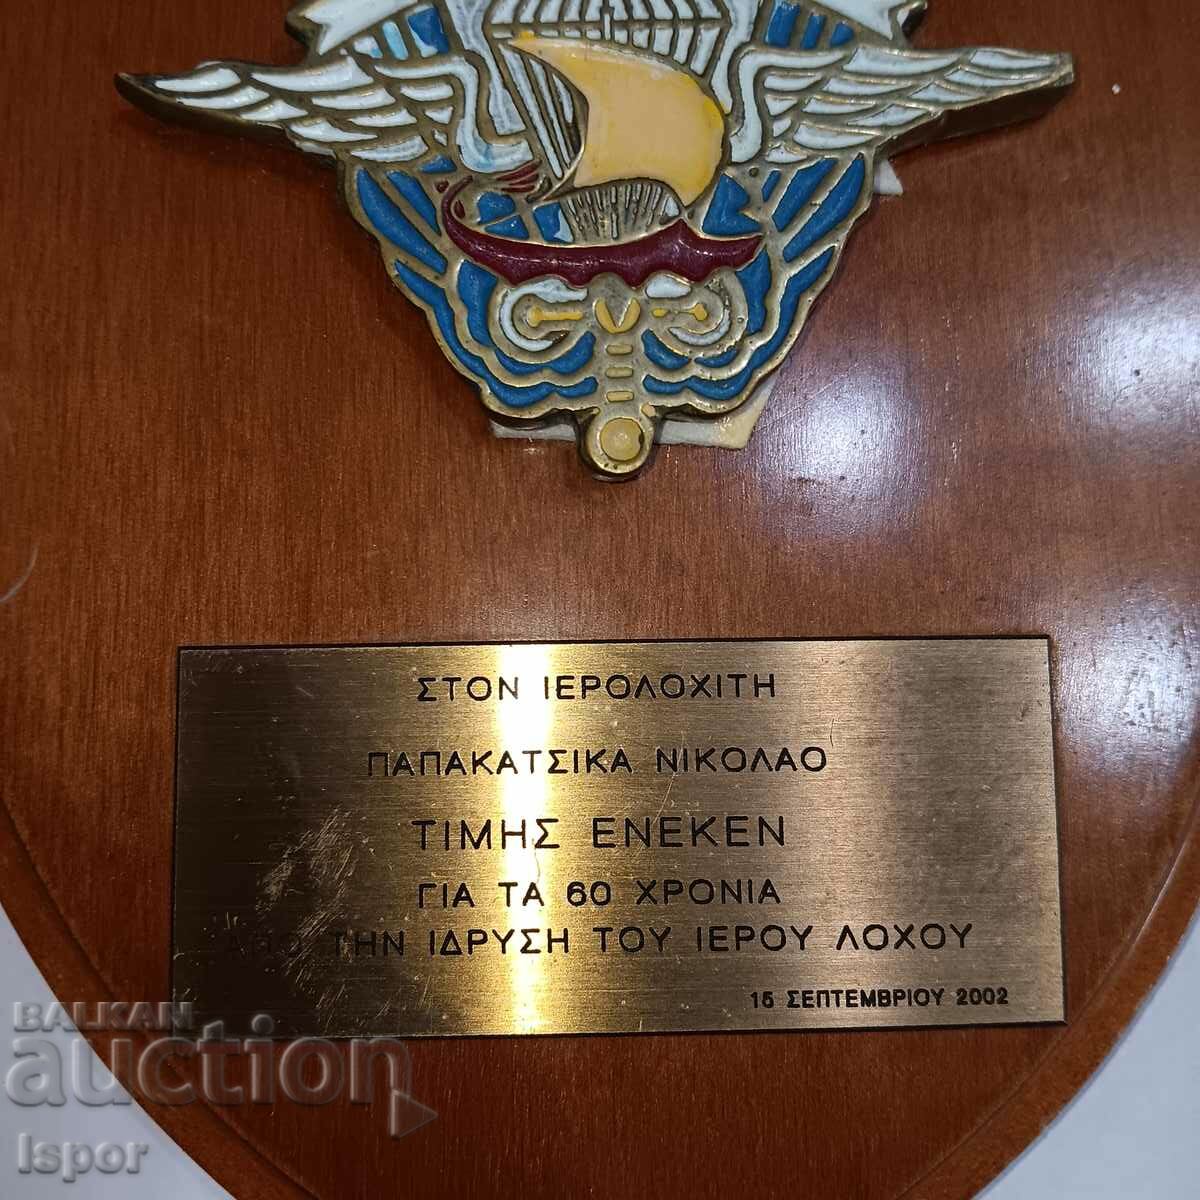 ΣΤΟΝ ΙΕΡΟΛΟΧΙΤΗ
ΠΑΠΑΚΑΤΣΙΚΑ ΝΙΚΟΛΑΟ
ΤΙΜΗΣ ΕΝΕΚΕΝ
ΓΙΑ ΤΑ 60 ΧΡΟΝΙΑ
ΑΠΟ ΤΗΝ ΙΔΡΥΣΗ ΤΟΥ ΙΕΡΟΥ ΛΟΧΟΥ
15 ΣΕΠΤΕΜΒΡΙΟΥ 2002
BALKAN
auction
Ispor